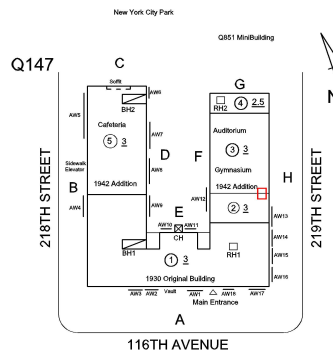 New York City Park
Q851 MiniBuilding
Q147
C
G
N
Soffit
AW6
BH2
RH2
4 2.5
AW5
Cafeteria
AW7
Auditorium
5 3
D
F
3 3
Sidewalk
Elevator
AW8
Gymnasium
H
B
1942 Addition
1942 Addition
AW4
AW9
AW12
2 3
E
AW13
AW10
AW11
CH
AW14
BH1
RH1
1 3
AW15
1930 Original Building
AW16
AW3
AW2
Vault
AW1
AW18
AW17
Main Entrance
A
218TH STREET
219TH STREET
116TH AVENUE